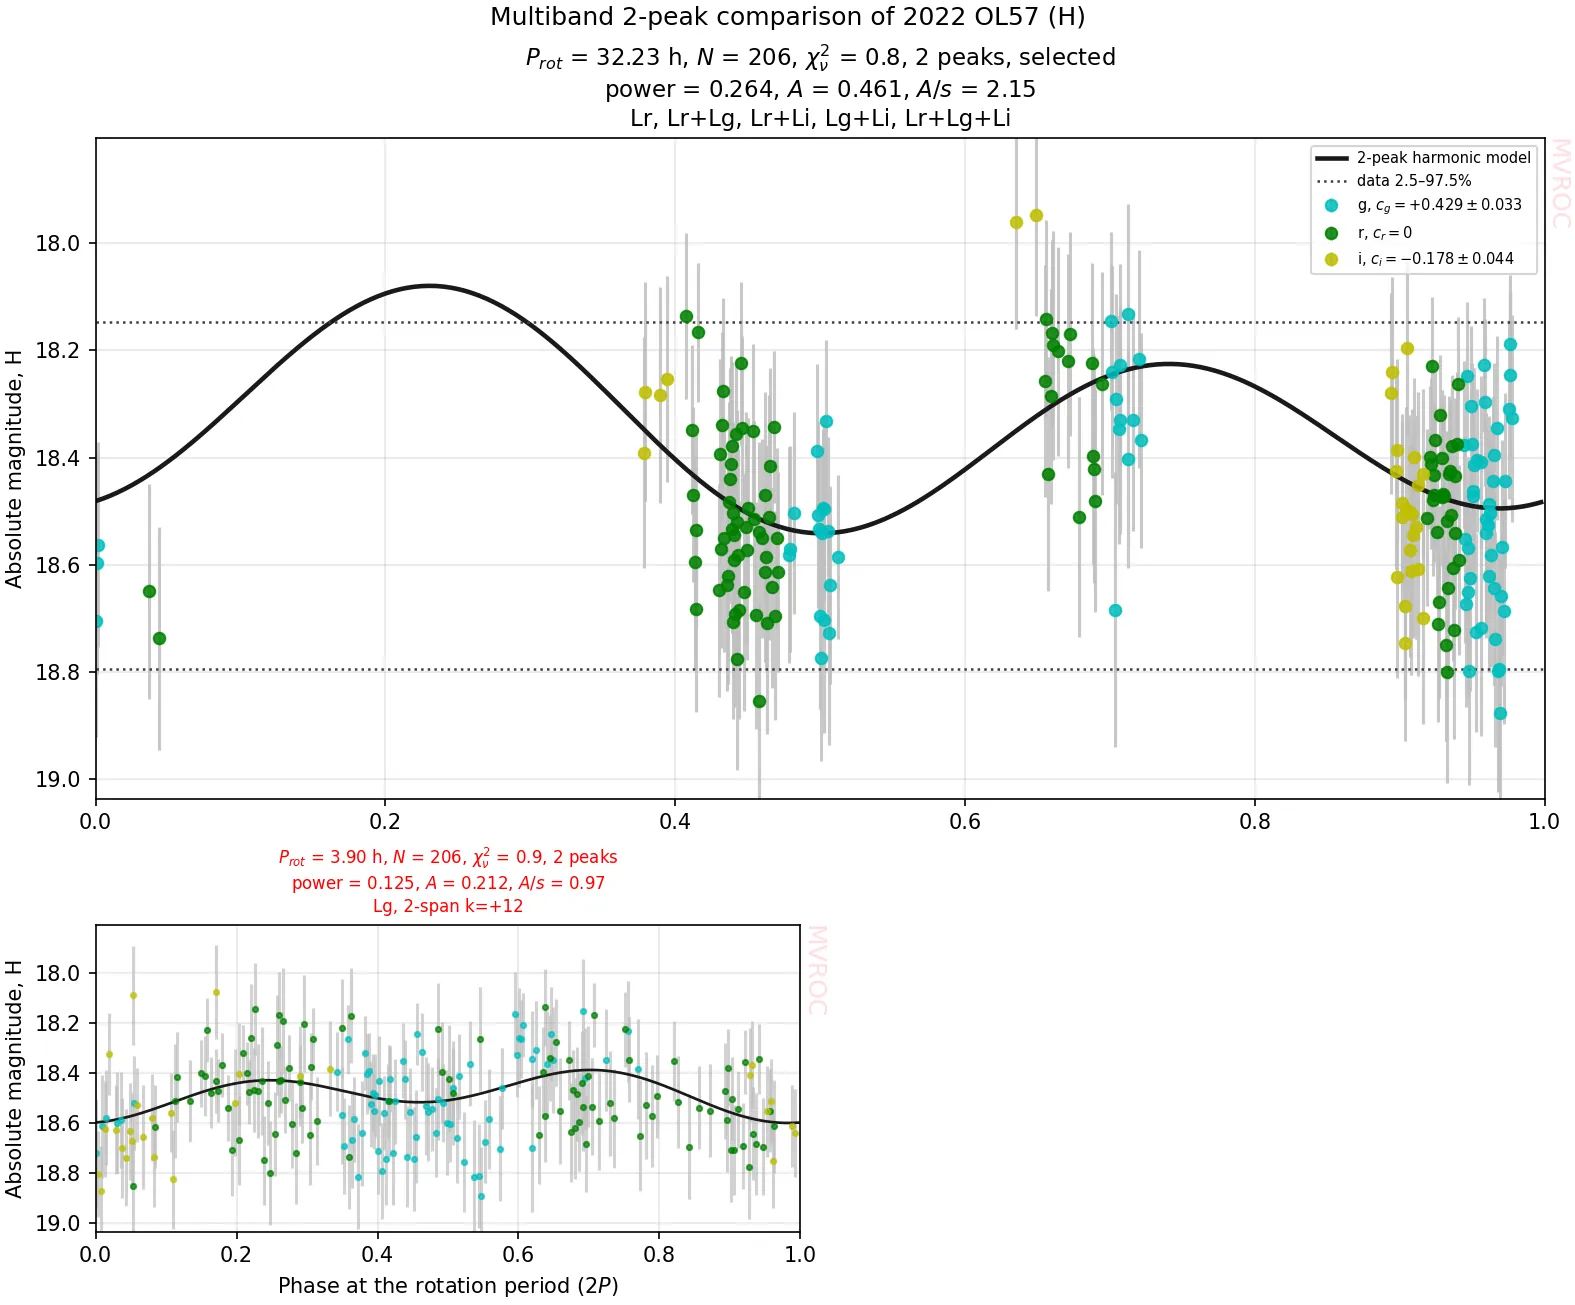 Multiband 2-peak comparison of 2022 OL57 (H)
P_rot = 32.23 h, N = 206, χ²_ν = 0.8, 2 peaks, selected
power = 0.264, A = 0.461, A/s = 2.15
Lr, Lr+Lg, Lr+Li, Lg+Li, Lr+Lg+Li
2-peak harmonic model
data 2.5–97.5%
g, c_g = +0.429 ± 0.033
r, c_r = 0
i, c_i = −0.178 ± 0.044
MVROC
Absolute magnitude, H
18.0
18.2
18.4
18.6
18.8
19.0
0.0 0.2 0.4 0.6 0.8 1.0
P_rot = 3.90 h, N = 206, χ²_ν = 0.9, 2 peaks
power = 0.125, A = 0.212, A/s = 0.97
Lg, 2-span k=+12
MVROC
Absolute magnitude, H
18.0
18.2
18.4
18.6
18.8
19.0
0.0 0.2 0.4 0.6 0.8 1.0
Phase at the rotation period (2P)